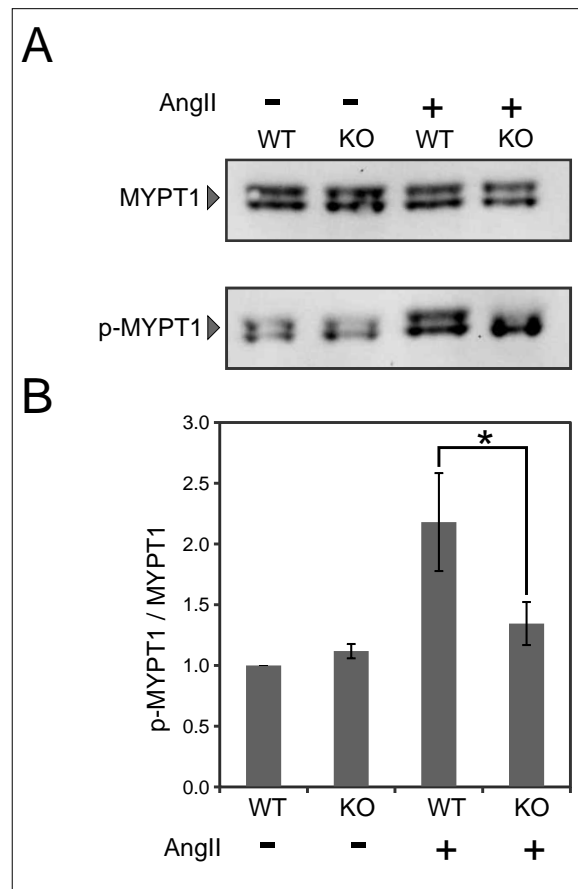 A
AngII - - + +
WT KO WT KO
MYPT1
p-MYPT1
B
3.0
*
2.5
2.0
1.5
1.0
0.5
0.0
p-MYPT1 / MYPT1
WT KO WT KO
AngII - - + +